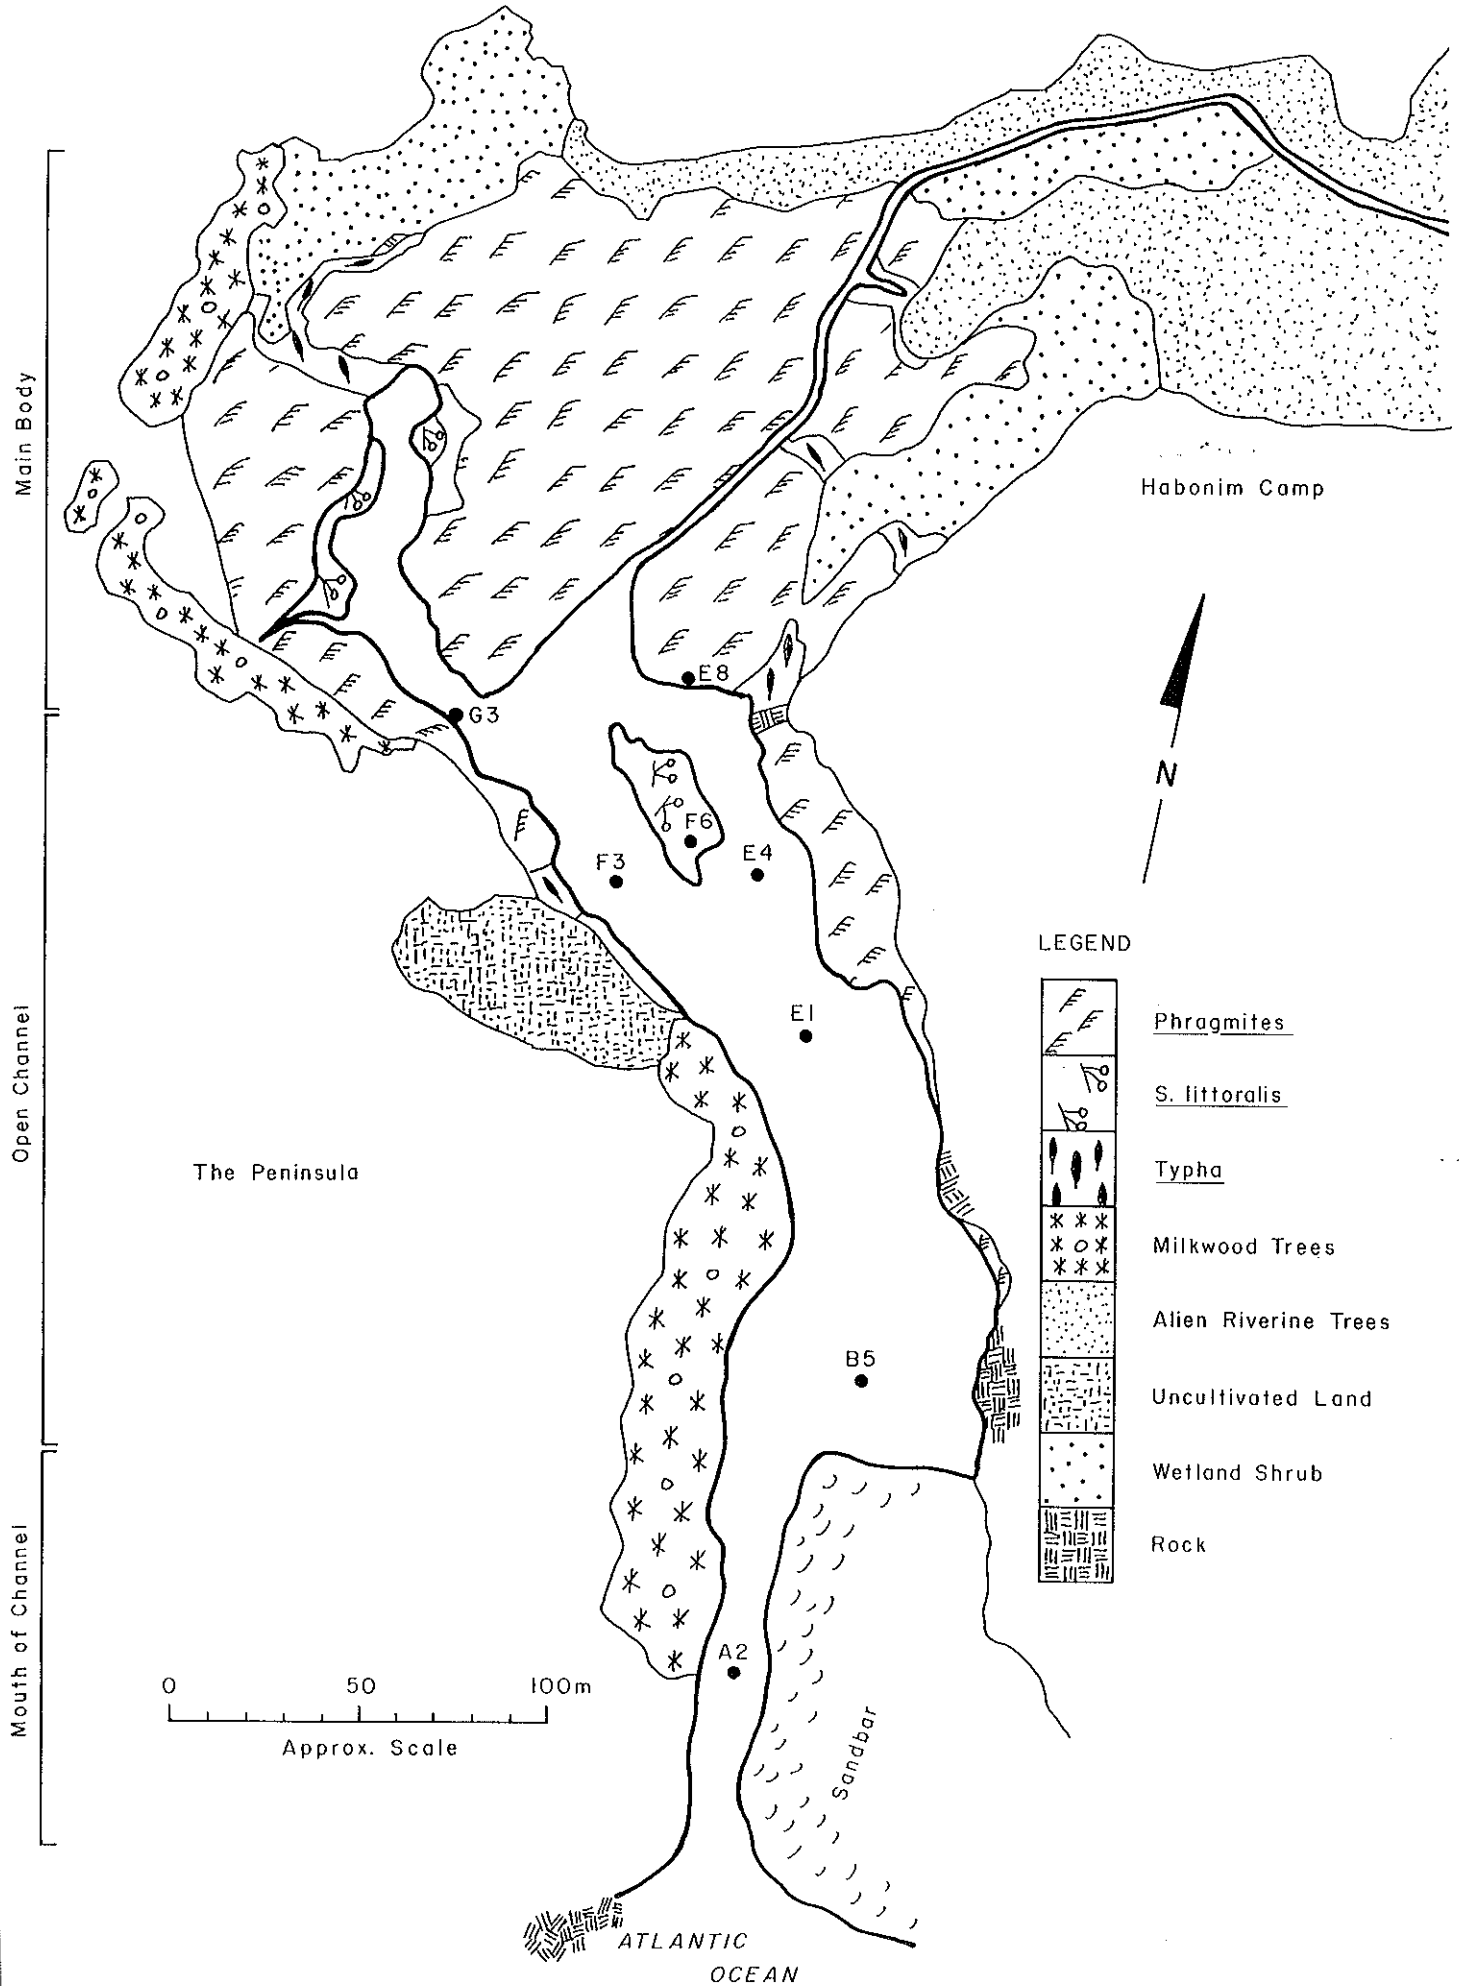 Main Body
Habonim Camp
E8
G3
N
F6
F3
E4
LEGEND
Open Channel
E1
Phragmites
S. littoralis
The Peninsula
Typha
Milkwood Trees
Alien Riverine Trees
B5
Uncultivated Land
Wetland Shrub
Rock
Mouth of Channel
A2
0 50 100m
Approx. Scale
Sandbar
ATLANTIC
OCEAN